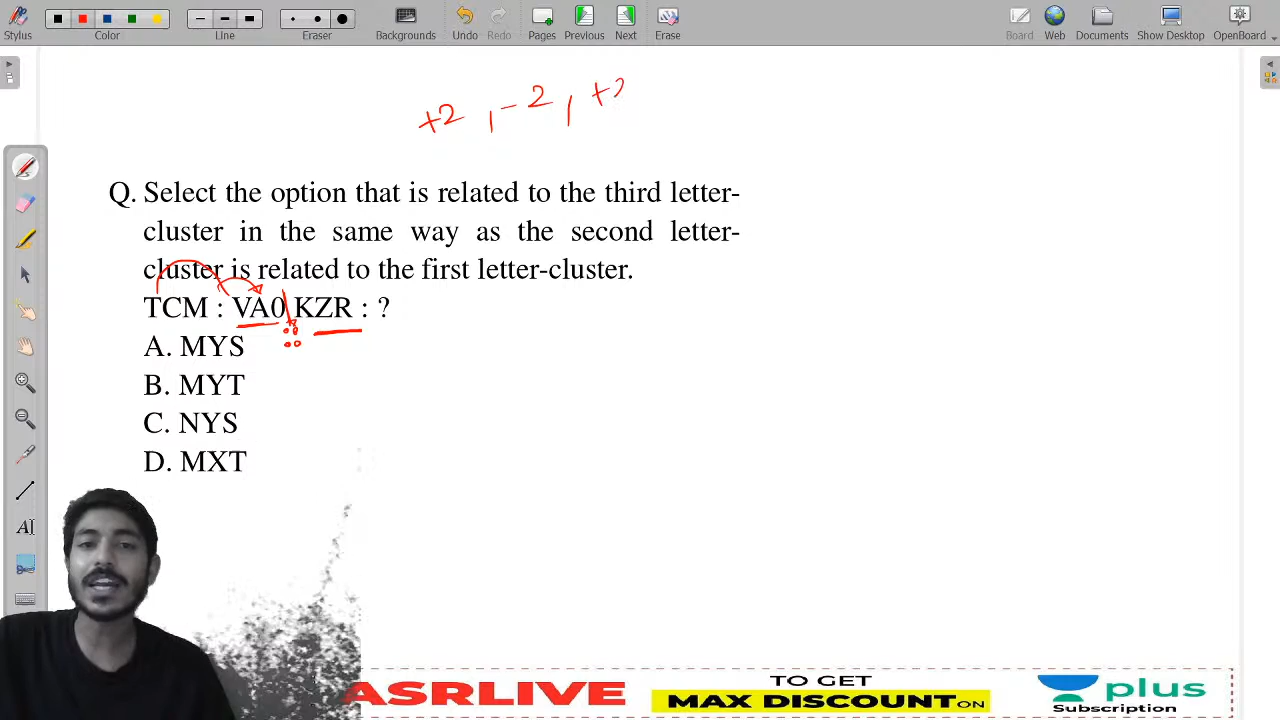 Stylus Color Line Eraser Backgrounds Undo Redo Pages Previous Next Erase Board Web Documents Show Desktop OpenBoard
+2 , -2 , +2
Q. Select the option that is related to the third letter-
cluster in the same way as the second letter-
cluster is related to the first letter-cluster.
TCM : VA0 KZR : ?
A. MYS
B. MYT
C. NYS
D. MXT
ASRLIVE
TO GET
MAX DISCOUNT ON
plus
Subscription